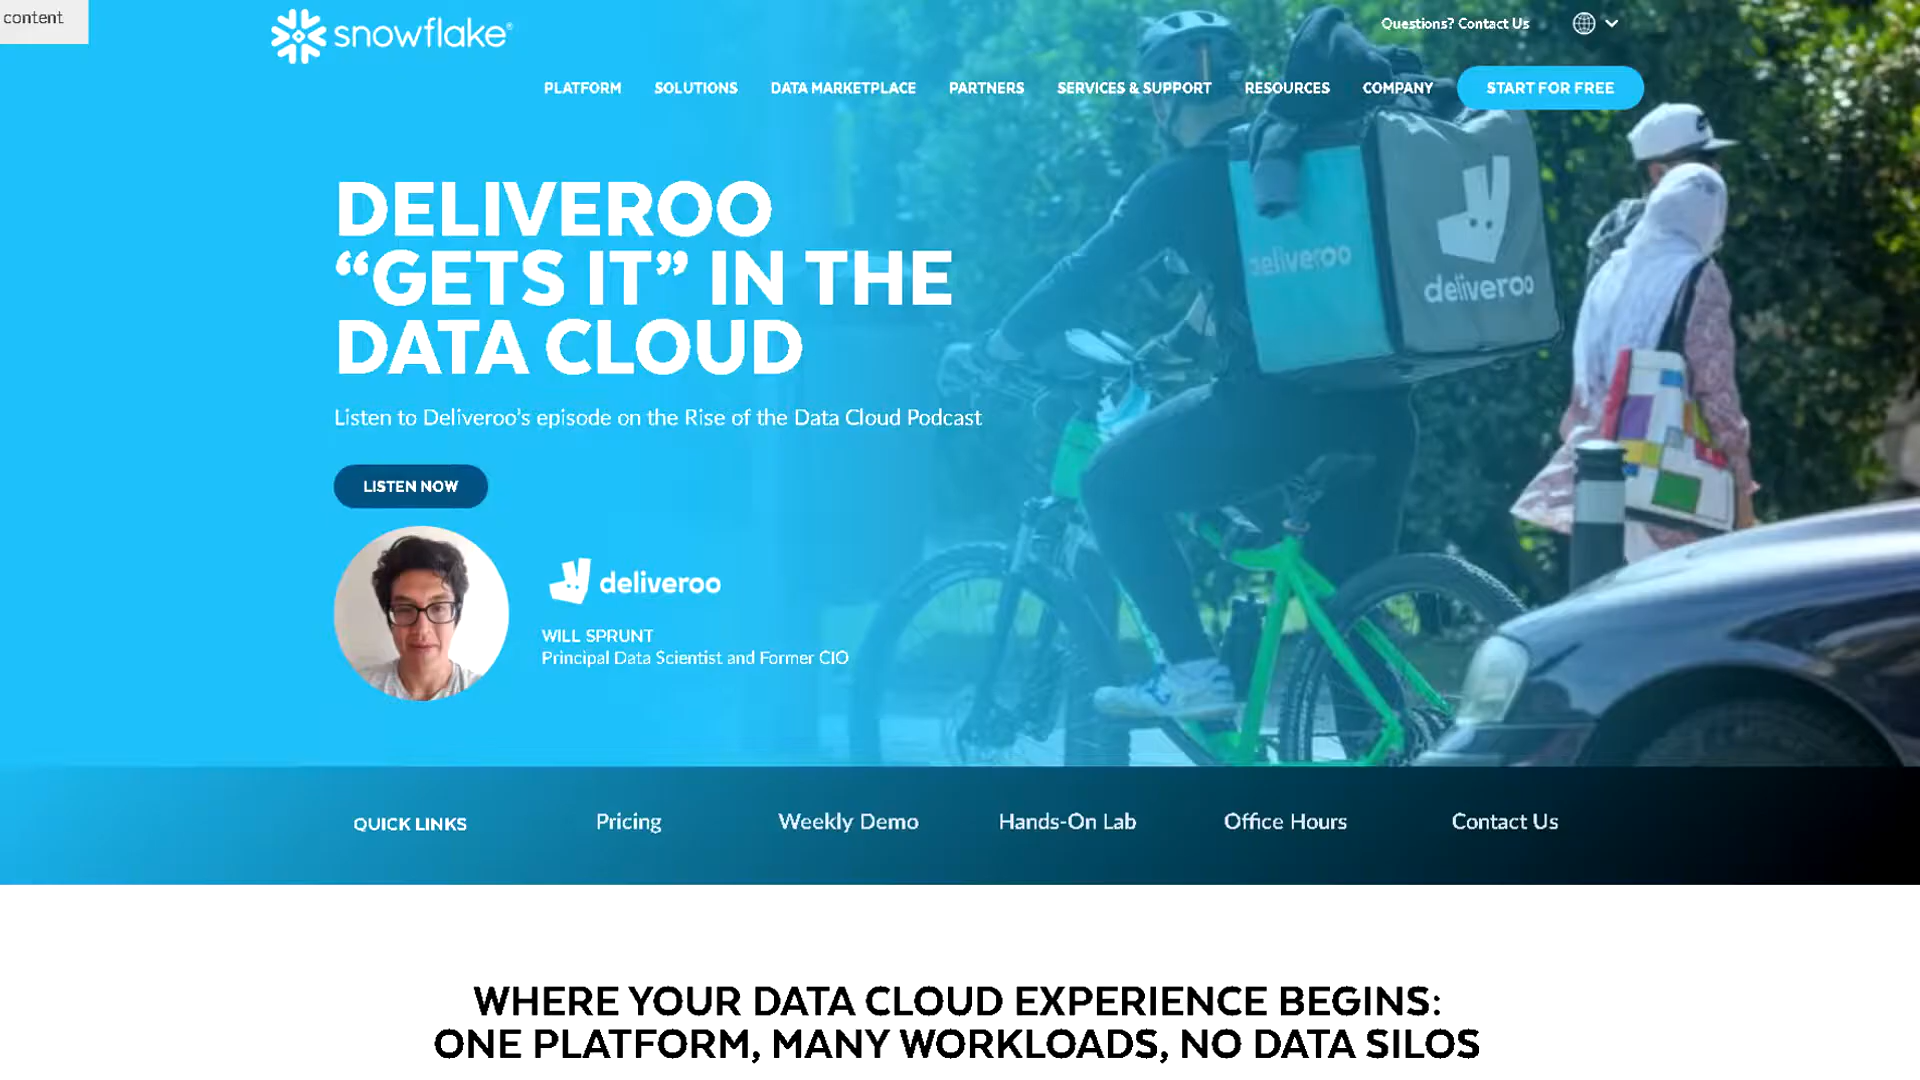 content
snowflake®
Questions? Contact Us
PLATFORM
SOLUTIONS
DATA MARKETPLACE
PARTNERS
SERVICES & SUPPORT
RESOURCES
COMPANY
START FOR FREE
DELIVEROO
“GETS IT” IN THE
DATA CLOUD
Listen to Deliveroo’s episode on the Rise of the Data Cloud Podcast
LISTEN NOW
deliveroo
WILL SPRUNT
Principal Data Scientist and Former CIO
deliveroo
deliveroo
QUICK LINKS
Pricing
Weekly Demo
Hands-On Lab
Office Hours
Contact Us
WHERE YOUR DATA CLOUD EXPERIENCE BEGINS:
ONE PLATFORM, MANY WORKLOADS, NO DATA SILOS